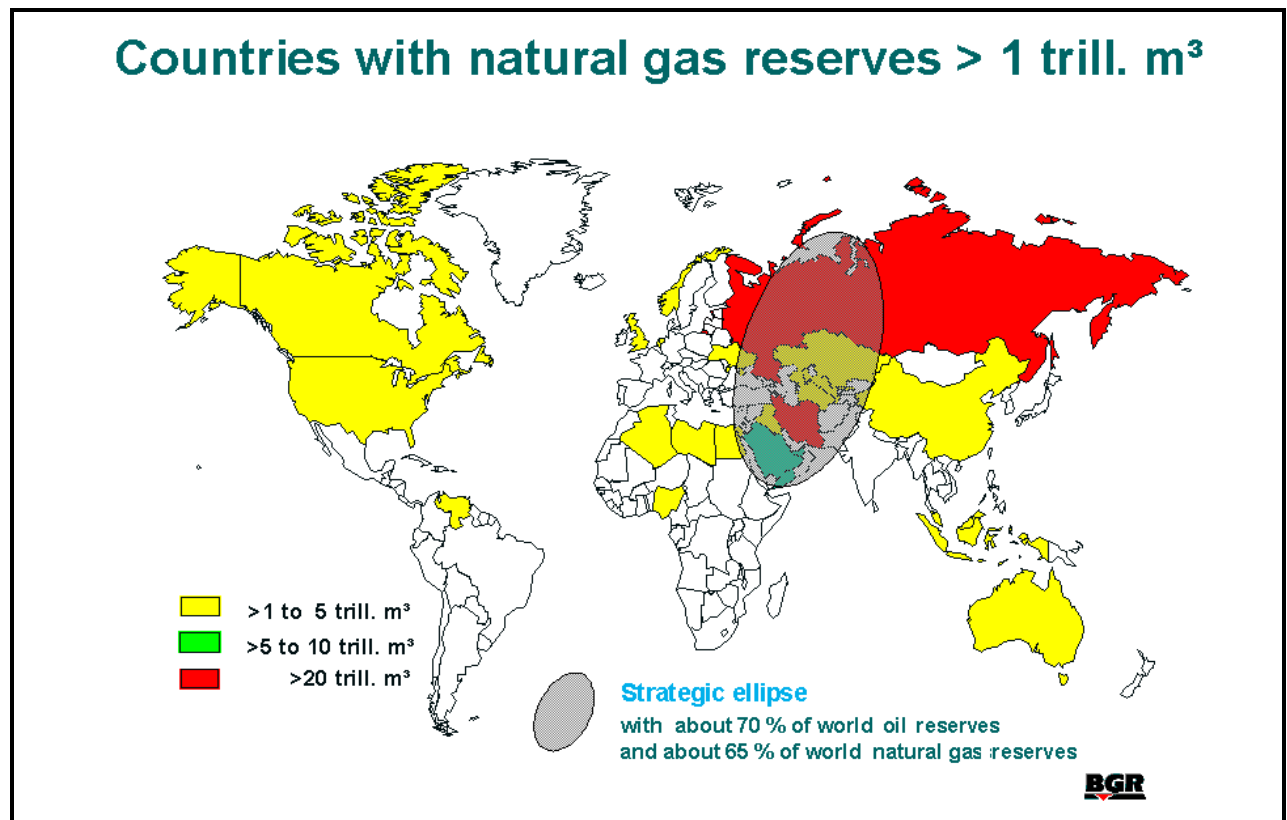 Countries with natural gas reserves > 1 trill. m³
>1 to 5 trill. m³
>5 to 10 trill. m³
>20 trill. m³
Strategic ellipse
with about 70 % of world oil reserves
and about 65 % of world natural gas reserves
BGR